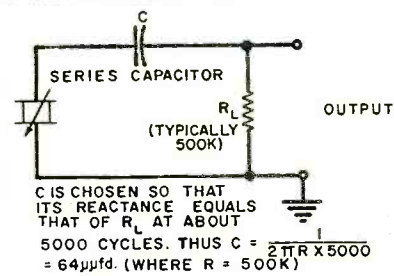 C
SERIES CAPACITOR
R_L
(TYPICALLY
500K)
OUTPUT
C IS CHOSEN SO THAT
ITS REACTANCE EQUALS
THAT OF R_L AT ABOUT
5000 CYCLES. THUS C = 1 / 2πR X 5000
= 64µµfd. (WHERE R = 500K)